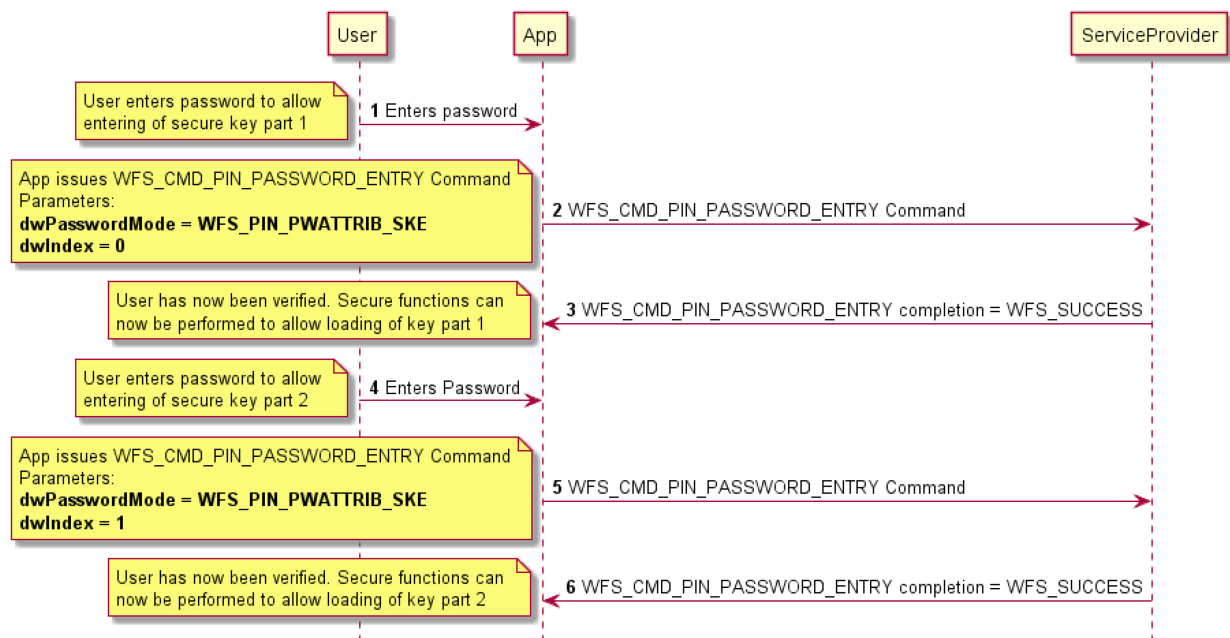 User
App
ServiceProvider
User enters password to allow
entering of secure key part 1
1 Enters password
App issues WFS_CMD_PIN_PASSWORD_ENTRY Command
Parameters:
dwPasswordMode = WFS_PIN_PWATTRIB_SKE
dwIndex = 0
2 WFS_CMD_PIN_PASSWORD_ENTRY Command
User has now been verified. Secure functions can
now be performed to allow loading of key part 1
3 WFS_CMD_PIN_PASSWORD_ENTRY completion = WFS_SUCCESS
User enters password to allow
entering of secure key part 2
4 Enters Password
App issues WFS_CMD_PIN_PASSWORD_ENTRY Command
Parameters:
dwPasswordMode = WFS_PIN_PWATTRIB_SKE
dwIndex = 1
5 WFS_CMD_PIN_PASSWORD_ENTRY Command
User has now been verified. Secure functions can
now be performed to allow loading of key part 2
6 WFS_CMD_PIN_PASSWORD_ENTRY completion = WFS_SUCCESS